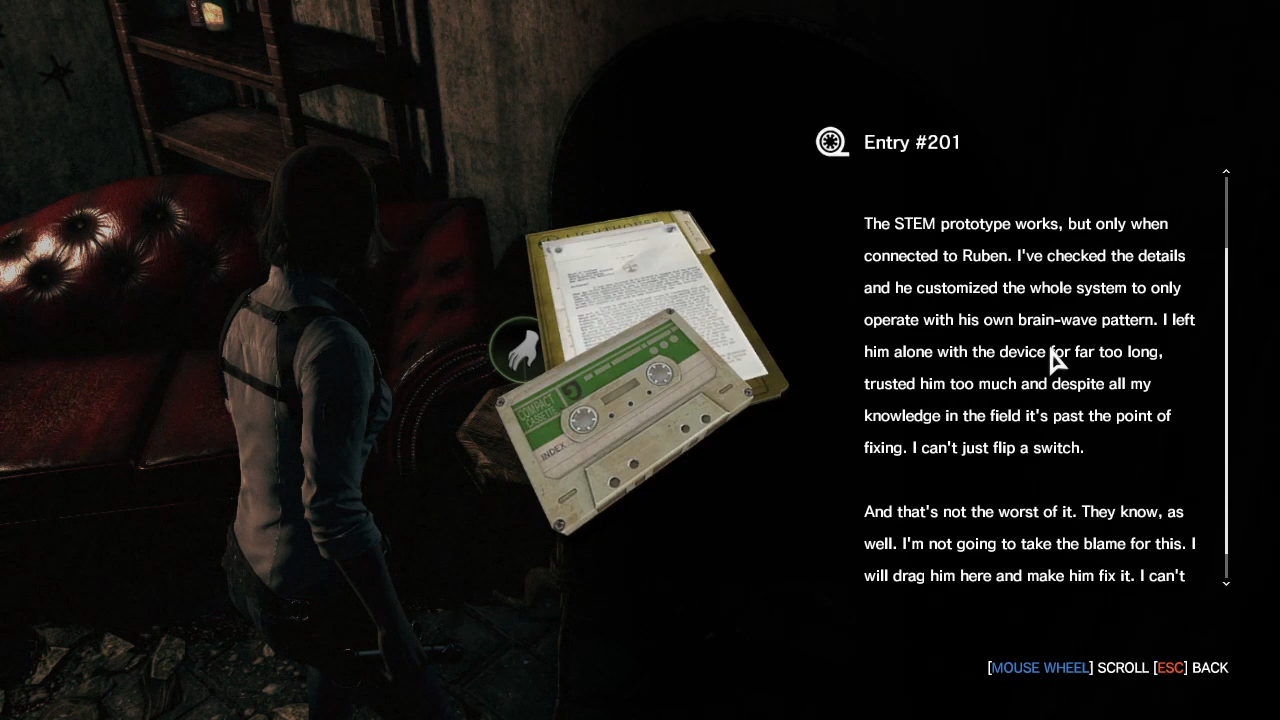 Entry #201
The STEM prototype works, but only when
connected to Ruben. I've checked the details
and he customized the whole system to only
operate with his own brain-wave pattern. I left
him alone with the device for far too long,
trusted him too much and despite all my
knowledge in the field it's past the point of
fixing. I can't just flip a switch.
And that's not the worst of it. They know, as
well. I'm not going to take the blame for this. I
will drag him here and make him fix it. I can't
LIGHTHOUSE
COMPACT
CASSETTE
INDEX
[MOUSE WHEEL] SCROLL [ESC] BACK